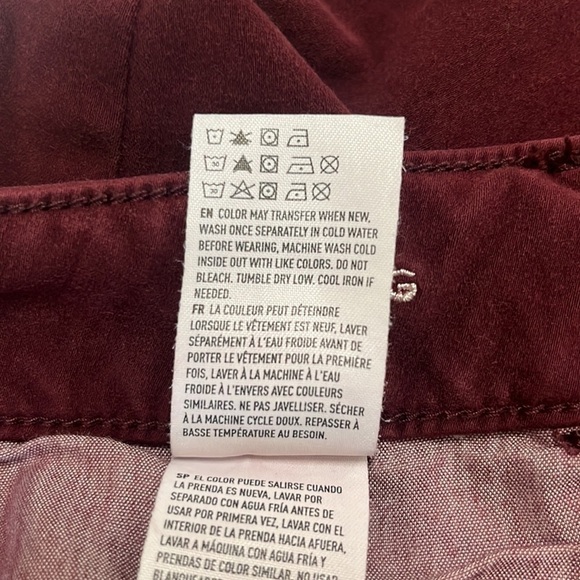 EN COLOR MAY TRANSFER WHEN NEW,
WASH ONCE SEPARATELY IN COLD WATER
BEFORE WEARING, MACHINE WASH COLD
INSIDE OUT WITH LIKE COLORS. DO NOT
BLEACH. TUMBLE DRY LOW. COOL IRON IF
NEEDED.
FR LA COULEUR PEUT DÉTEINDRE
LORSQUE LE VÊTEMENT EST NEUF, LAVER
SÉPARÉMENT À L'EAU FROIDE AVANT DE
PORTER LE VÊTEMENT POUR LA PREMIÈRE
FOIS, LAVER À LA MACHINE À L'EAU
FROIDE À L'ENVERS AVEC COULEURS
SIMILAIRES. NE PAS JAVELLISER. SÉCHER
À LA MACHINE CYCLE DOUX. REPASSER À
BASSE TEMPÉRATURE AU BESOIN.
G
SP EL COLOR PUEDE SALIRSE CUANDO
LA PRENDA ES NUEVA, LAVAR POR
SEPARADO CON AGUA FRÍA ANTES DE
USAR POR PRIMERA VEZ, LAVAR CON EL
INTERIOR DE LA PRENDA HACIA AFUERA,
LAVAR A MÁQUINA CON AGUA FRÍA Y
PRENDAS DE COLOR SIMILAR. NO USAR